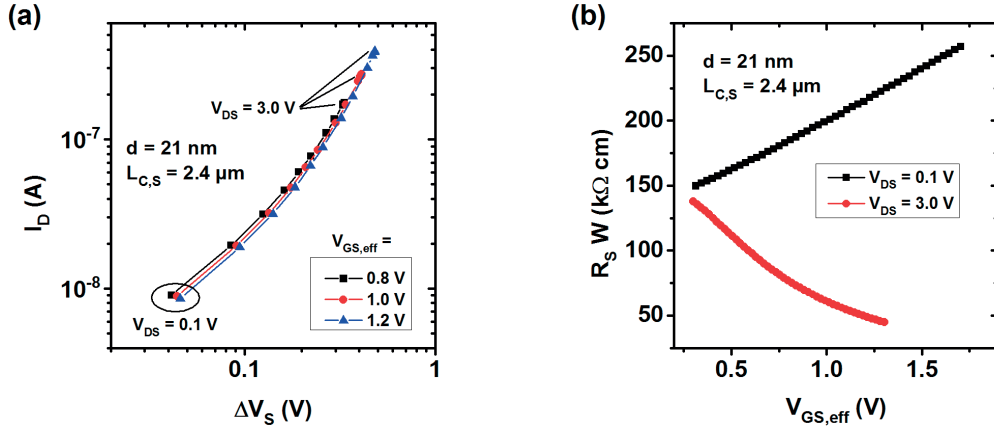 (a)
10⁻⁷
10⁻⁸
I_D (A)
V_DS = 3.0 V
d = 21 nm
L_C,S = 2.4 μm
V_GS,eff =
0.8 V
1.0 V
1.2 V
V_DS = 0.1 V
0.1
1
ΔV_S (V)
(b)
250
200
150
100
50
R_S W (kΩ cm)
d = 21 nm
L_C,S = 2.4 μm
V_DS = 0.1 V
V_DS = 3.0 V
0.5
1.0
1.5
V_GS,eff (V)